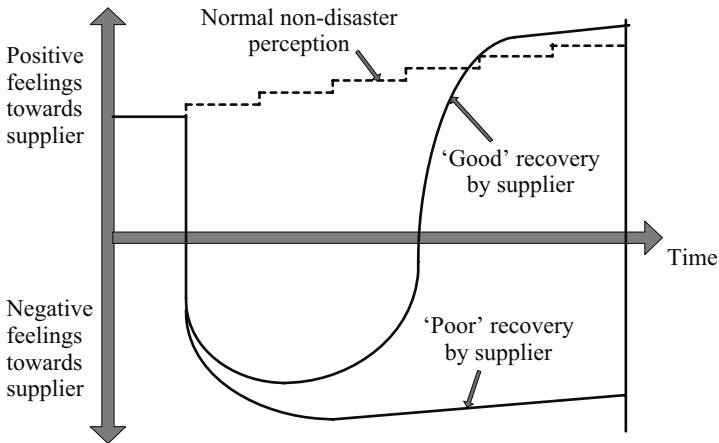 Positive
feelings
towards
supplier
Normal non-disaster
perception
‘Good’ recovery
by supplier
Time
Negative
feelings
towards
supplier
‘Poor’ recovery
by supplier